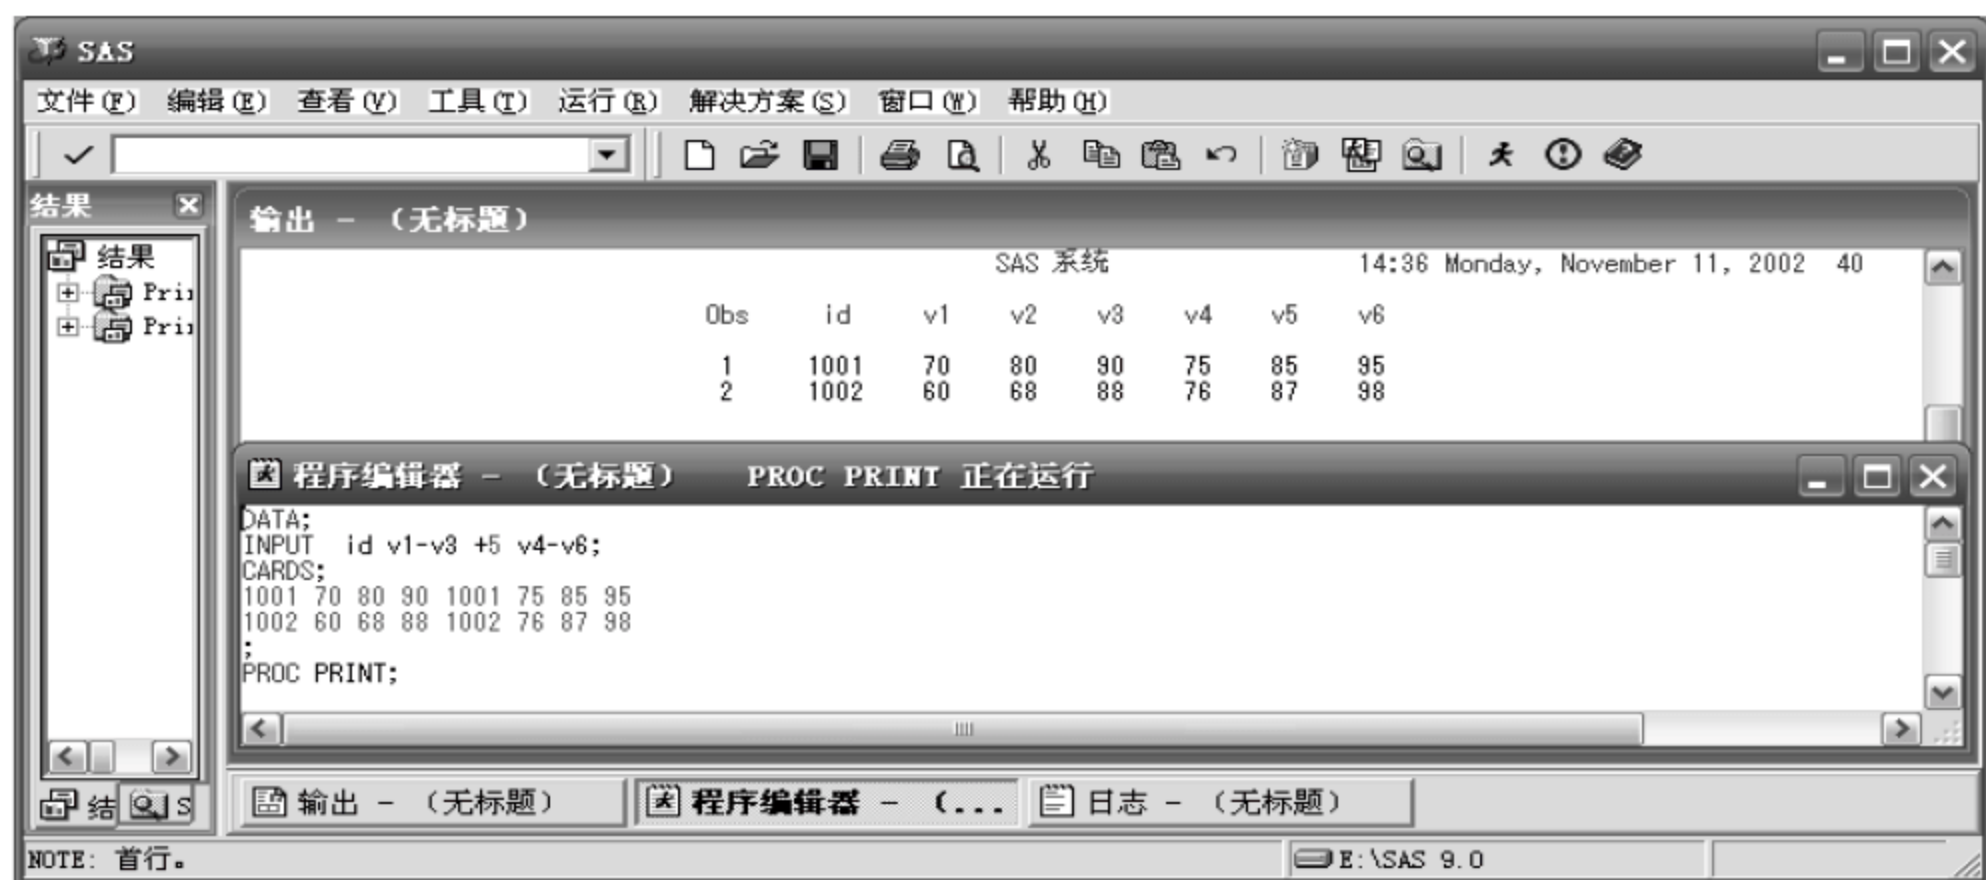 SAS
文件(F) 编辑(E) 查看(V) 工具(T) 运行(R) 解决方案(S) 窗口(W) 帮助(H)
结果
结果
输出 - （无标题）
SAS 系统 14:36 Monday, November 11, 2002 40
Obs id v1 v2 v3 v4 v5 v6
1 1001 70 80 90 75 85 95
2 1002 60 68 88 76 87 98
程序编辑器 - （无标题） PROC PRINT 正在运行
DATA;
INPUT id v1-v3 +5 v4-v6;
CARDS;
1001 70 80 90 1001 75 85 95
1002 60 68 88 1002 76 87 98
;
PROC PRINT;
结 S
输出 - （无标题） 程序编辑器 - （... 日志 - （无标题）
NOTE: 首行。 E:\SAS 9.0